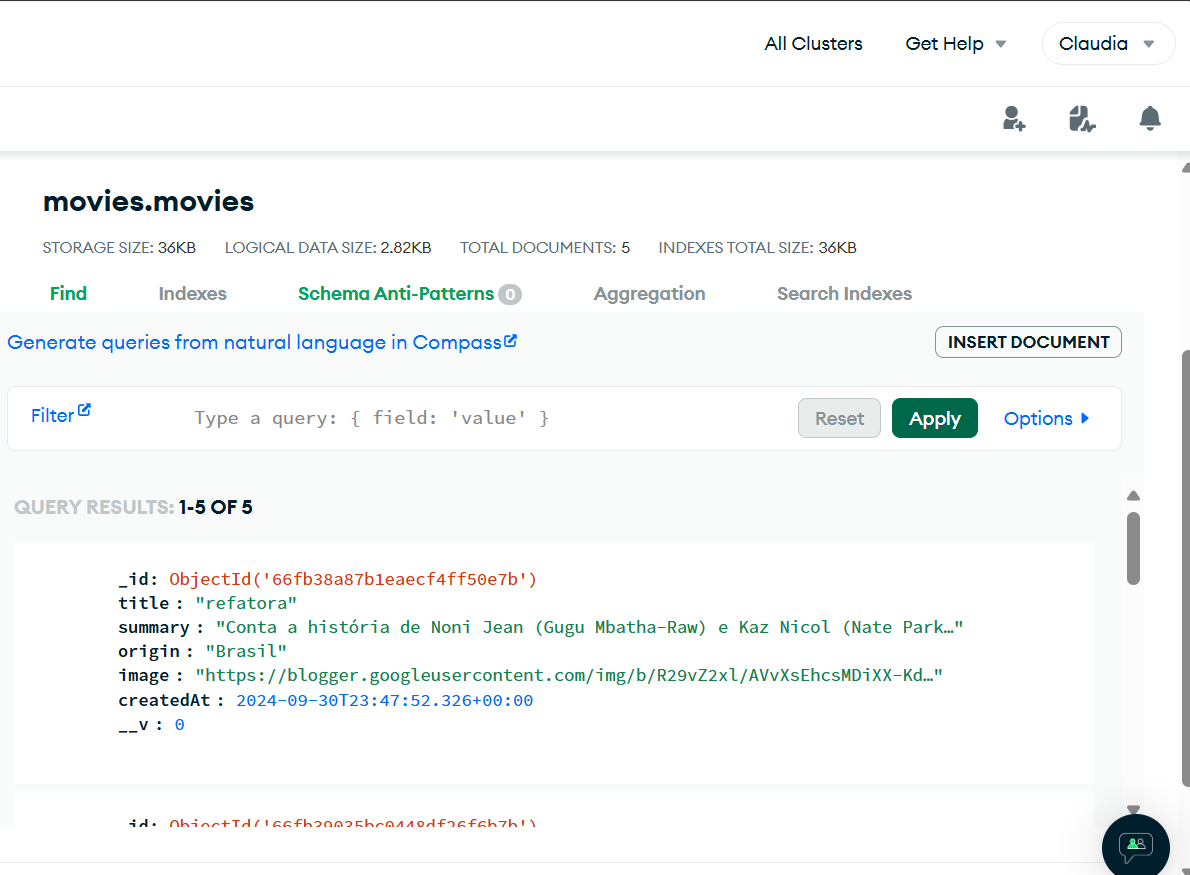 All Clusters Get Help Claudia
movies.movies
STORAGE SIZE: 36KB LOGICAL DATA SIZE: 2.82KB TOTAL DOCUMENTS: 5 INDEXES TOTAL SIZE: 36KB
Find Indexes Schema Anti-Patterns 0 Aggregation Search Indexes
Generate queries from natural language in Compass INSERT DOCUMENT
Filter Type a query: { field: 'value' } Reset Apply Options
QUERY RESULTS: 1-5 OF 5
_id: ObjectId('66fb38a87b1eaecf4ff50e7b')
title : "refatora"
summary : "Conta a história de Noni Jean (Gugu Mbatha-Raw) e Kaz Nicol (Nate Park…"
origin : "Brasil"
image : "https://blogger.googleusercontent.com/img/b/R29vZ2xl/AVvXsEhcsMDiXX-Kd…"
createdAt : 2024-09-30T23:47:52.326+00:00
__v : 0
_id: ObjectId('66fb39035bc0448df26f6b7b')